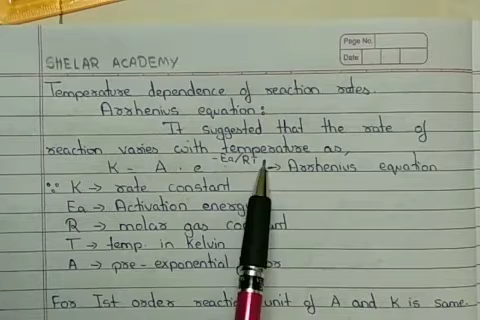 Page No.
SHELAR ACADEMY
Date
Temperature dependence of reaction rates.
Arrhenius equation:
It suggested that the rate of
reaction varies with temperature as,
K = A · e -Ea/RT → Arrhenius equation
∵ K → rate constant
Ea → Activation energy
R → molar gas constant
T → temp. in kelvin
A → pre-exponential
For Ist order reaction unit of A and K is same.